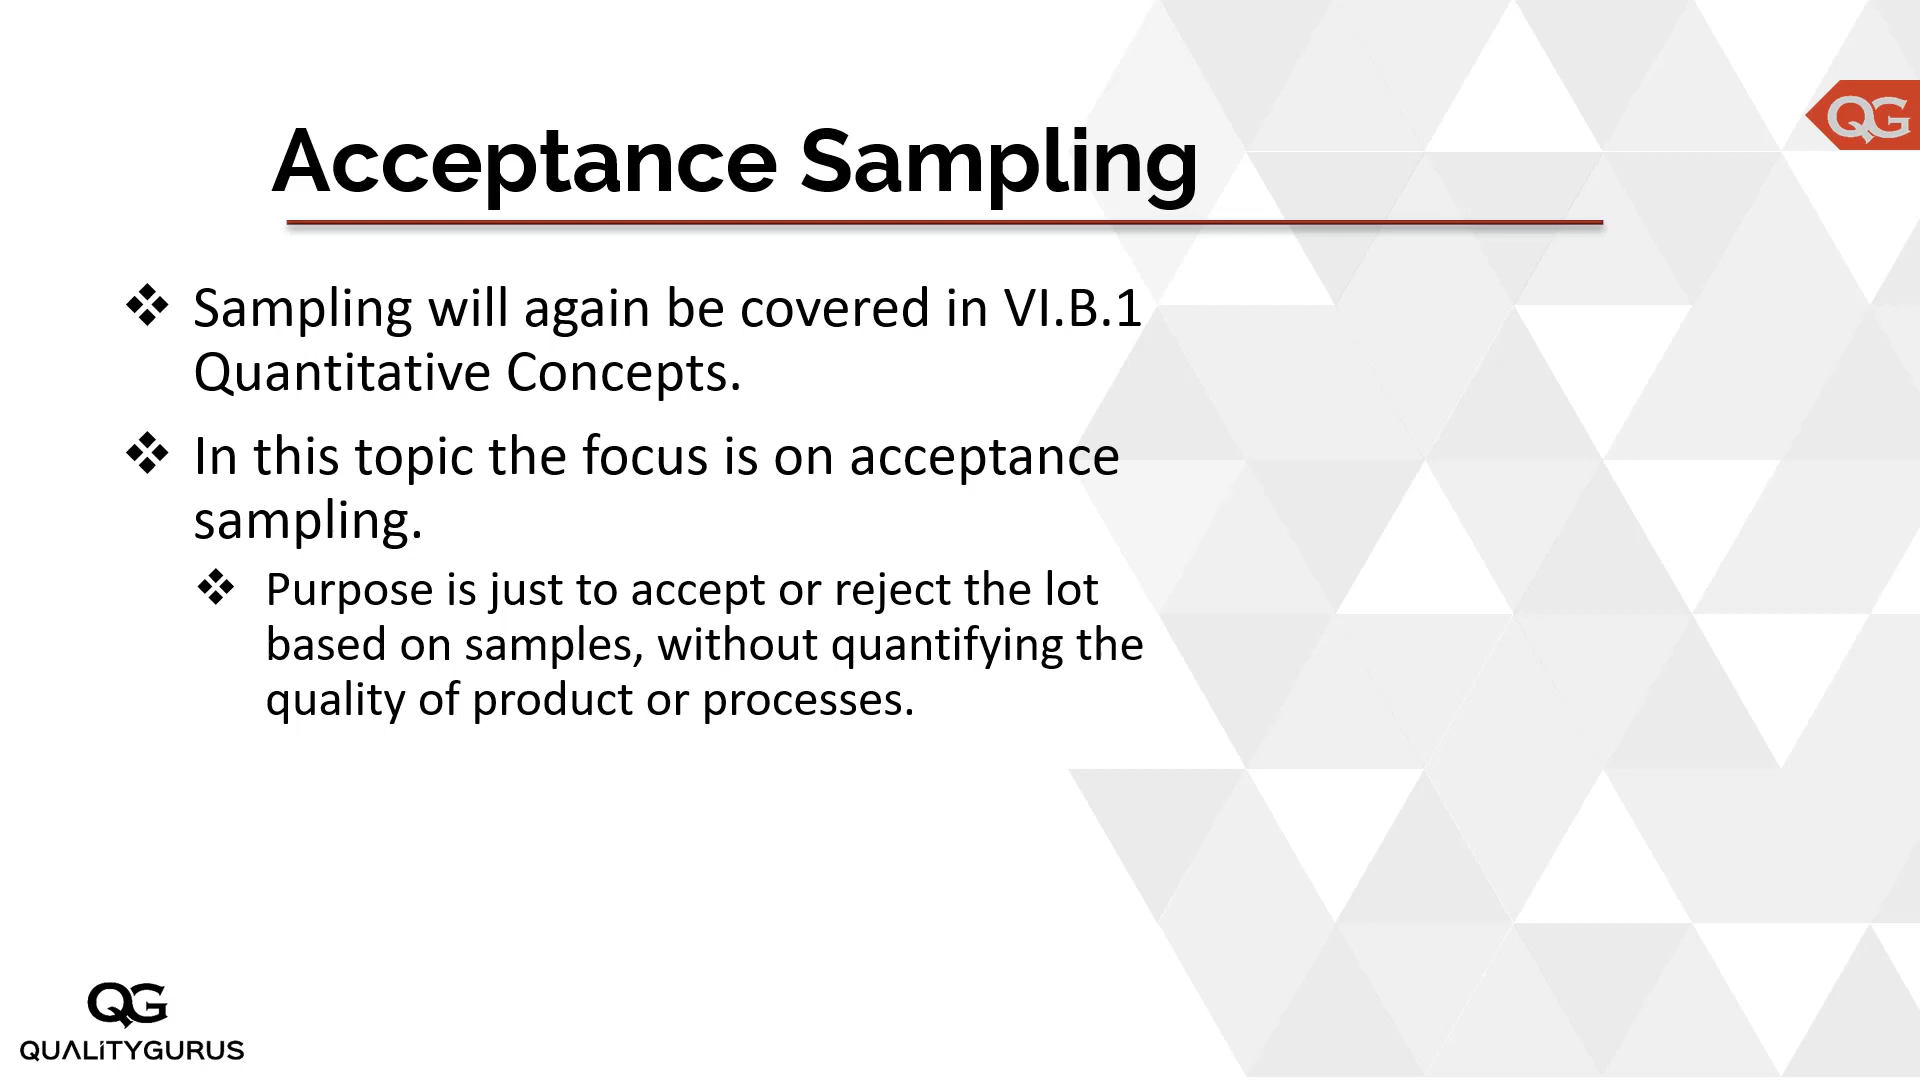 QG
Acceptance Sampling
❖ Sampling will again be covered in VI.B.1
Quantitative Concepts.
❖ In this topic the focus is on acceptance
sampling.
❖ Purpose is just to accept or reject the lot
based on samples, without quantifying the
quality of product or processes.
QG
QUALITYGURUS